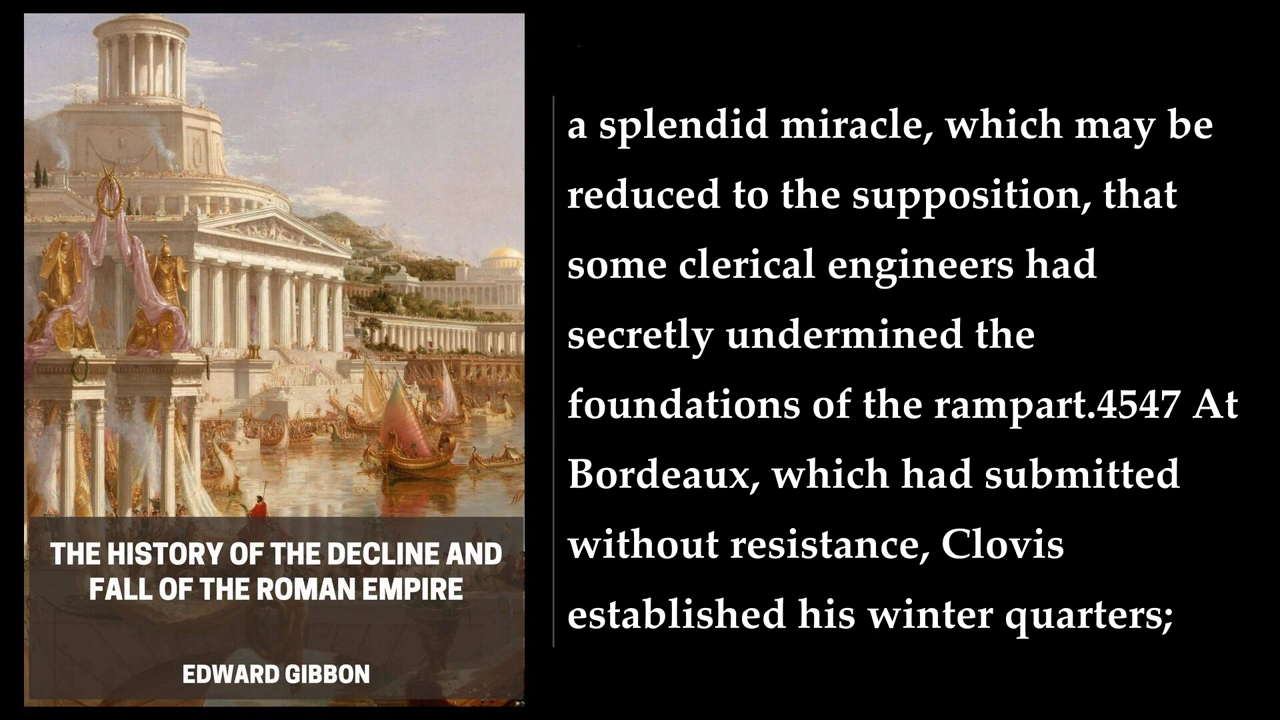 THE HISTORY OF THE DECLINE AND
FALL OF THE ROMAN EMPIRE
EDWARD GIBBON
a splendid miracle, which may be
reduced to the supposition, that
some clerical engineers had
secretly undermined the
foundations of the rampart.4547 At
Bordeaux, which had submitted
without resistance, Clovis
established his winter quarters;